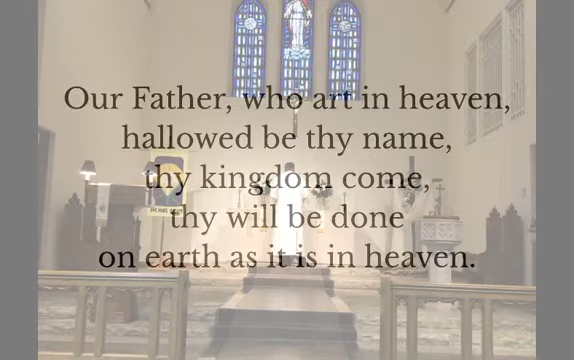 Our Father, who art in heaven,
hallowed be thy name,
thy kingdom come,
thy will be done
on earth as it is in heaven.